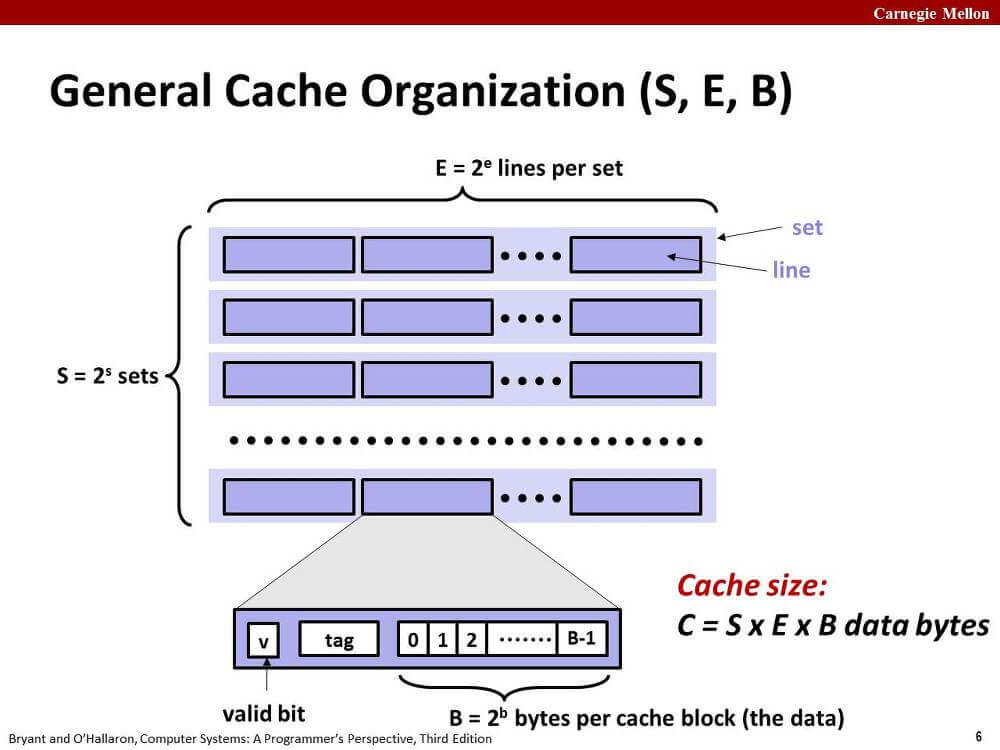 Carnegie Mellon
General Cache Organization (S, E, B)
E = 2ᵉ lines per set
set
line
S = 2ˢ sets
Cache size:
C = S x E x B data bytes
v
tag
0 1 2 ....... B-1
valid bit
B = 2ᵇ bytes per cache block (the data)
Bryant and O’Hallaron, Computer Systems: A Programmer’s Perspective, Third Edition
6